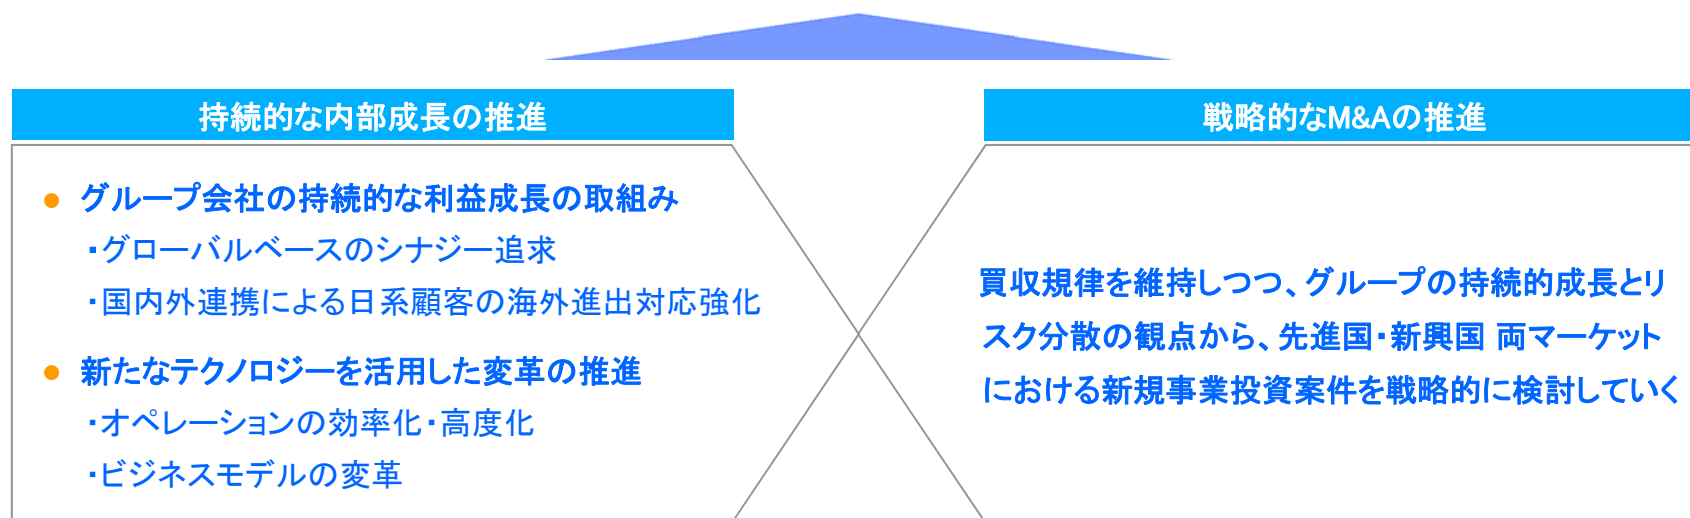 持続的な内部成長の推進
● グループ会社の持続的な利益成長の取組み
・グローバルベースのシナジー追求
・国内外連携による日系顧客の海外進出対応強化
● 新たなテクノロジーを活用した変革の推進
・オペレーションの効率化・高度化
・ビジネスモデルの変革
戦略的なM&Aの推進
買収規律を維持しつつ、グループの持続的成長とリ
スク分散の観点から、先進国・新興国 両マーケット
における新規事業投資案件を戦略的に検討していく